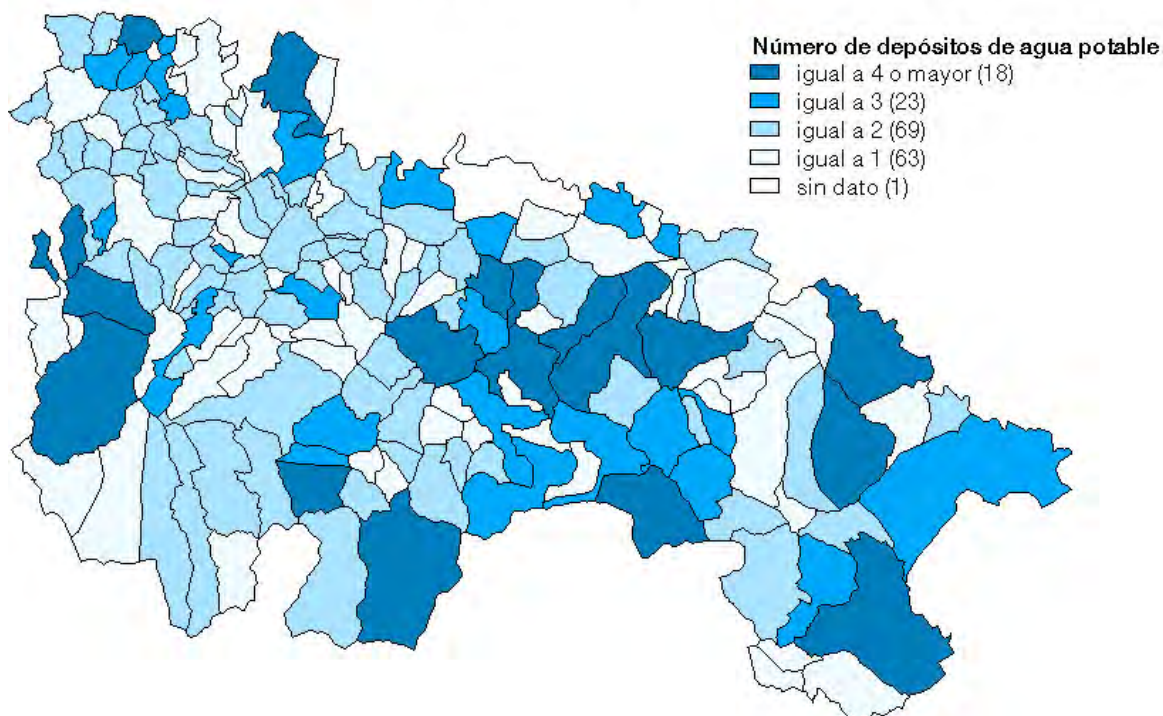 Número de depósitos de agua potable
igual a 4 o mayor (18)
igual a 3 (23)
igual a 2 (69)
igual a 1 (63)
sin dato (1)